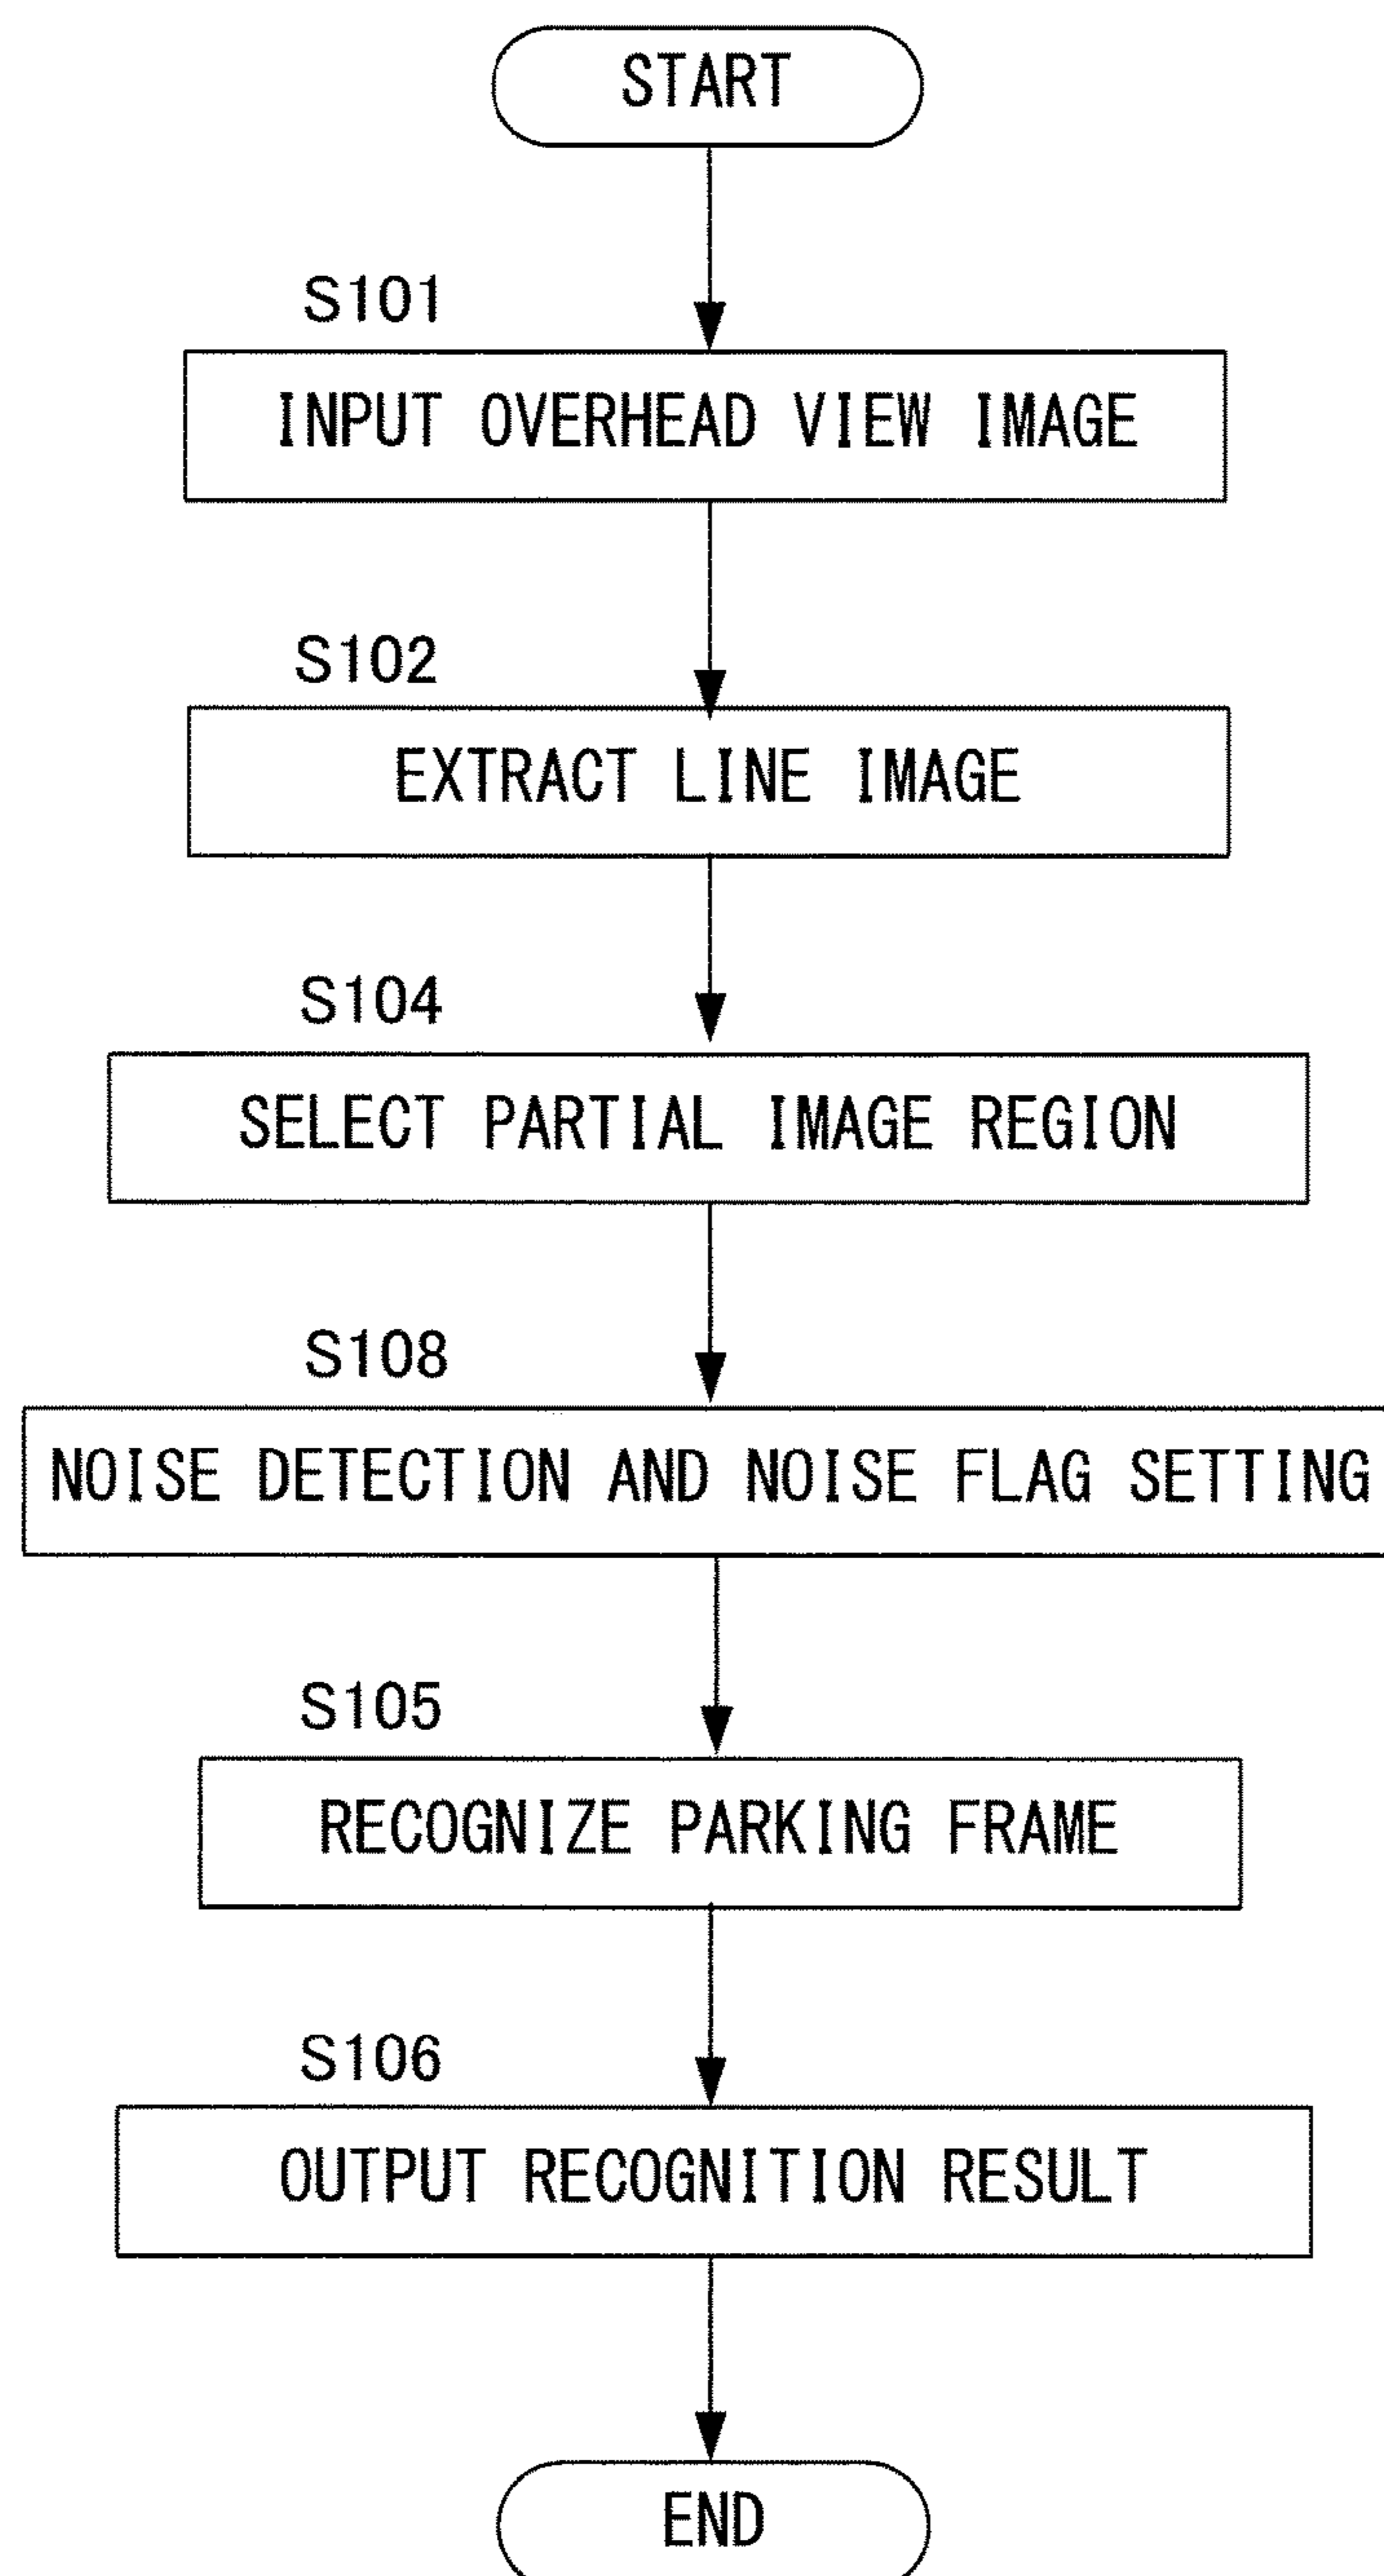 START
S101
INPUT OVERHEAD VIEW IMAGE
S102
EXTRACT LINE IMAGE
S104
SELECT PARTIAL IMAGE REGION
S108
NOISE DETECTION AND NOISE FLAG SETTING
S105
RECOGNIZE PARKING FRAME
S106
OUTPUT RECOGNITION RESULT
END